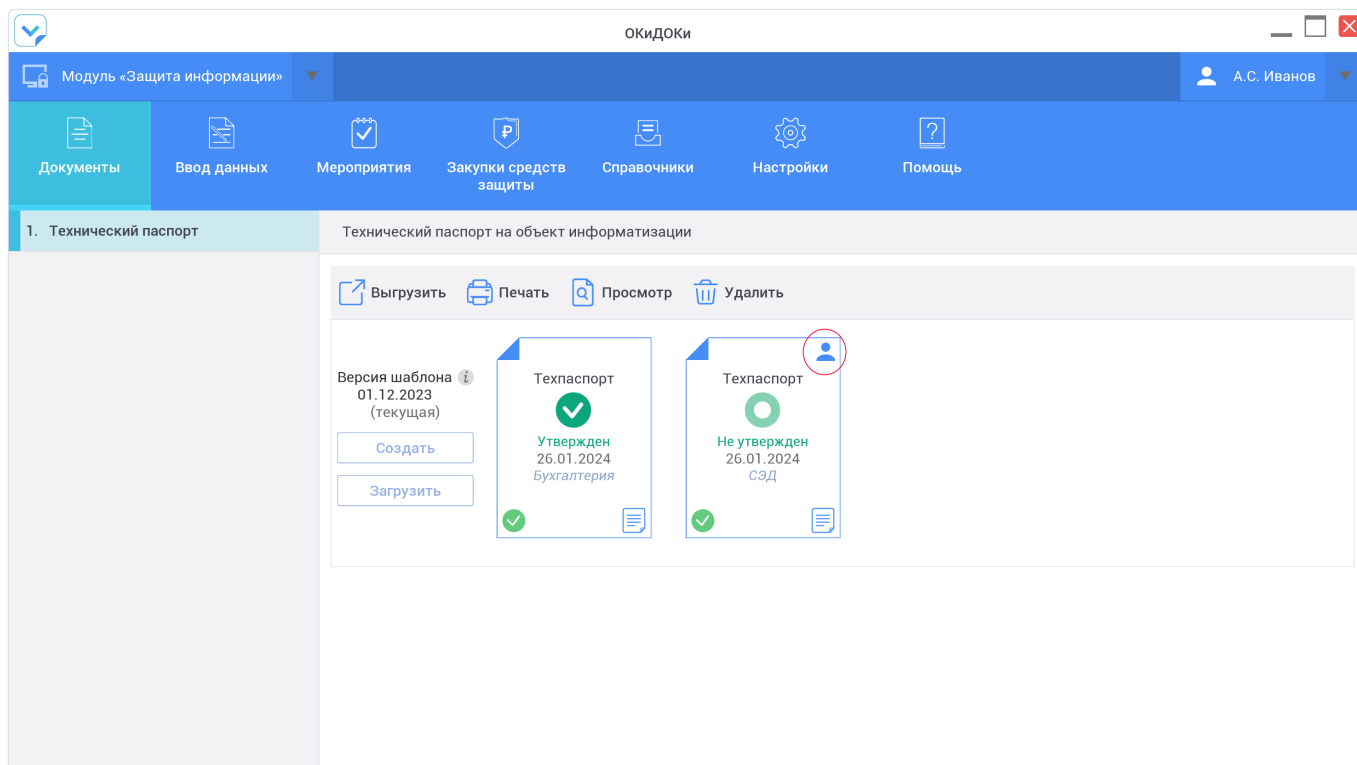 ОКиДОКи
Модуль «Защита информации»
А.С. Иванов
Документы
Ввод данных
Мероприятия
Закупки средств
защиты
Справочники
Настройки
Помощь
1. Технический паспорт
Технический паспорт на объект информатизации
Выгрузить
Печать
Просмотр
Удалить
Версия шаблона
01.12.2023
(текущая)
Создать
Загрузить
Техпаспорт
Утвержден
26.01.2024
Бухгалтерия
Техпаспорт
Не утвержден
26.01.2024
СЭД